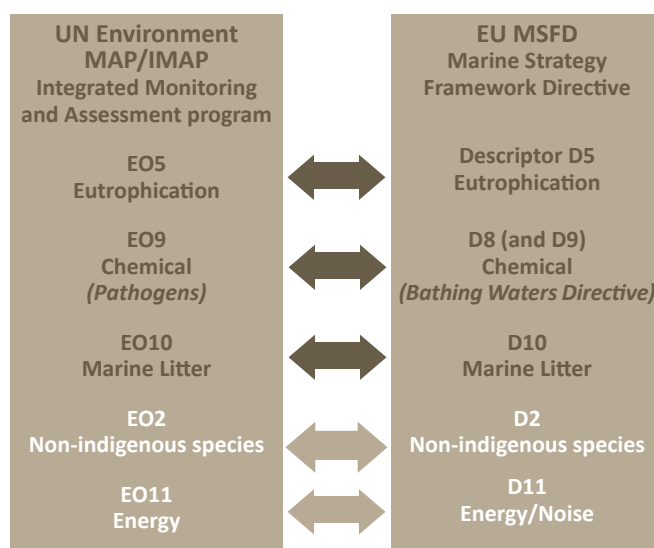 UN Environment
MAP/IMAP
Integrated Monitoring
and Assessment program
EO5
Eutrophication
EO9
Chemical
(Pathogens)
EO10
Marine Litter
EO2
Non-indigenous species
EO11
Energy
EU MSFD
Marine Strategy
Framework Directive
Descriptor D5
Eutrophication
D8 (and D9)
Chemical
(Bathing Waters Directive)
D10
Marine Litter
D2
Non-indigenous species
D11
Energy/Noise